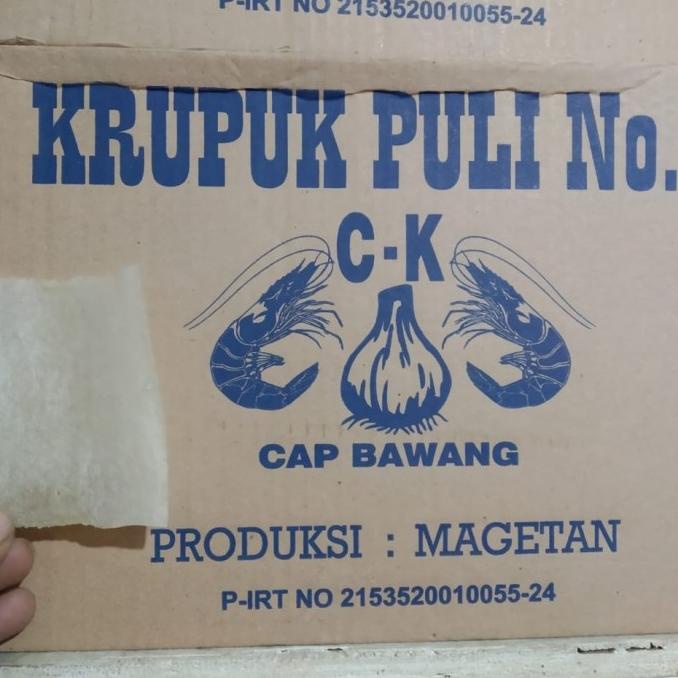 P-IRT NO 2153520010055-24
KRUPUK PULI No.
C-K
CAP BAWANG
PRODUKSI : MAGETAN
P-IRT NO 2153520010055-24